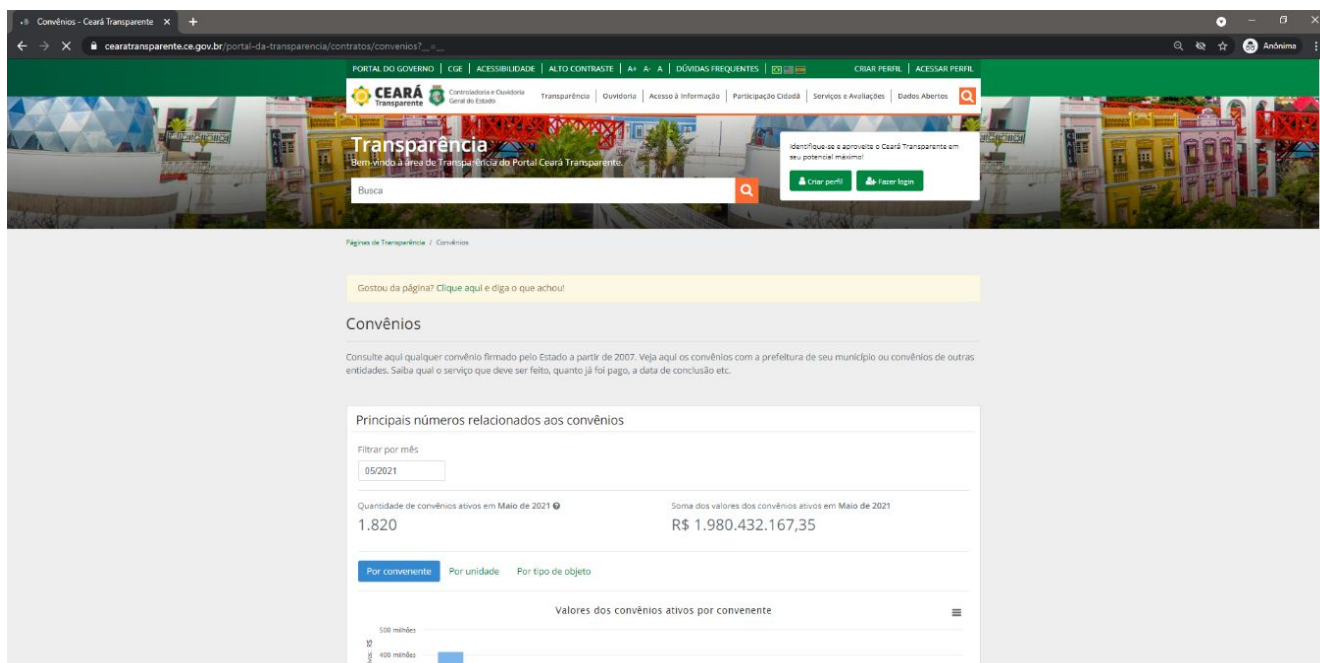 Convênios - Ceará Transparente
cearatransparente.ce.gov.br/portal-da-transparencia/contratos/convenios?__=__
Anônima
PORTAL DO GOVERNO | CGE | ACESSIBILIDADE | ALTO CONTRASTE | A+ A- A | DÚVIDAS FREQUENTES |
CRIAR PERFIL | ACESSAR PERFIL
CEARÁ
Transparente
Controladoria e Ouvidoria
Geral do Estado
Transparência | Ouvidoria | Acesso à Informação | Participação Cidadã | Serviços e Avaliações | Dados Abertos
Transparência
Bem-vindo à área de Transparência do Portal Ceará Transparente.
Busca
Identifique-se e aproveite o Ceará Transparente em
seu potencial máximo!
Criar perfil
Fazer login
Páginas de Transparência / Convênios
Gostou da página? Clique aqui e diga o que achou!
Convênios
Consulte aqui qualquer convênio firmado pelo Estado a partir de 2007. Veja aqui os convênios com a prefeitura de seu município ou convênios de outras
entidades. Saiba qual o serviço que deve ser feito, quanto já foi pago, a data de conclusão etc.
Principais números relacionados aos convênios
Filtrar por mês
05/2021
Quantidade de convênios ativos em Maio de 2021
1.820
Soma dos valores dos convênios ativos em Maio de 2021
R$ 1.980.432.167,35
Por convenente
Por unidade
Por tipo de objeto
Valores dos convênios ativos por convenente
500 milhões
400 milhões